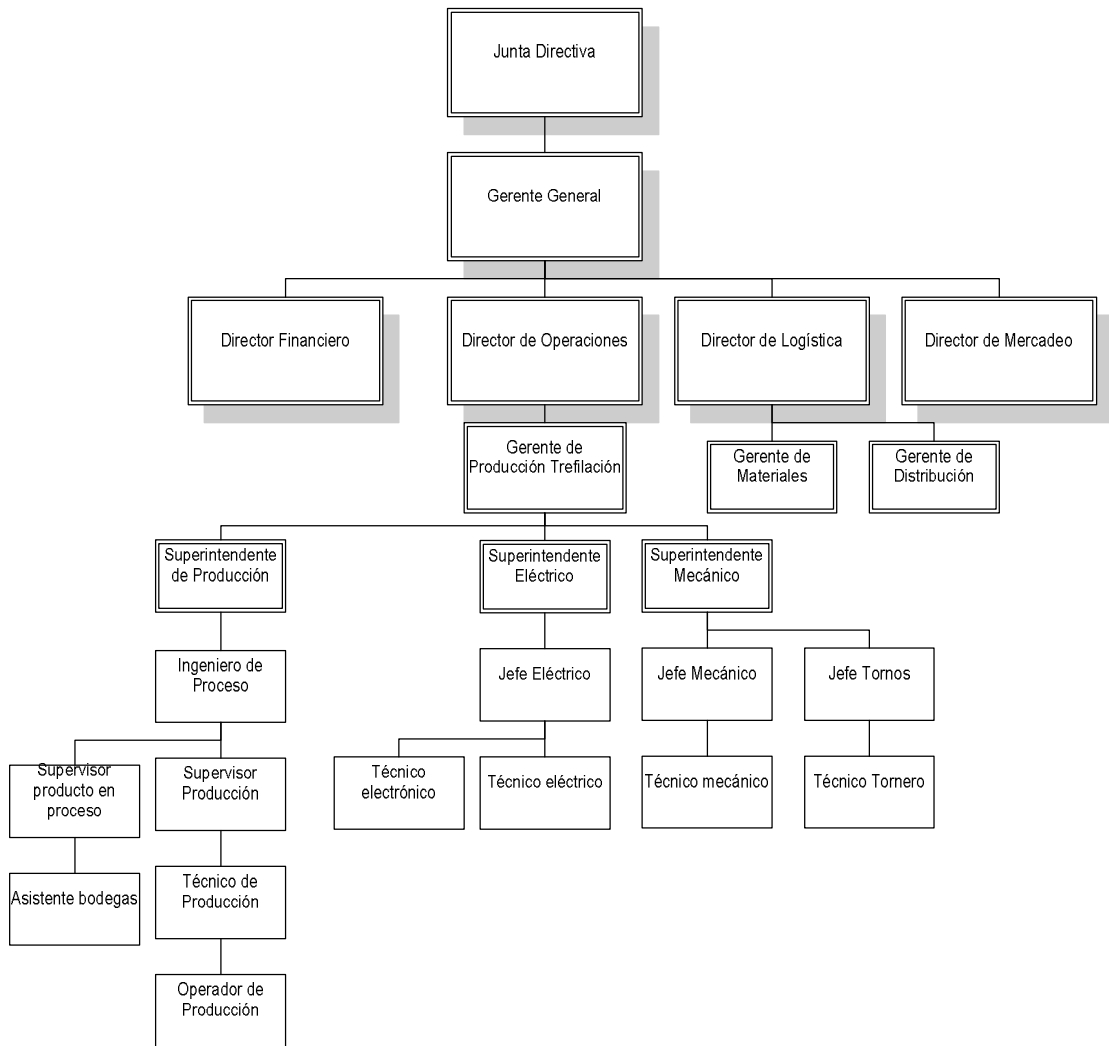 Junta Directiva
Gerente General
Director Financiero
Director de Operaciones
Director de Logística
Director de Mercadeo
Gerente de
Producción Trefilación
Gerente de
Materiales
Gerente de
Distribución
Superintendente
de Producción
Superintendente
Eléctrico
Superintendente
Mecánico
Ingeniero de
Proceso
Jefe Eléctrico
Jefe Mecánico
Jefe Tornos
Supervisor
producto en
proceso
Supervisor
Producción
Técnico
electrónico
Técnico eléctrico
Técnico mecánico
Técnico Tornero
Asistente bodegas
Técnico de
Producción
Operador de
Producción